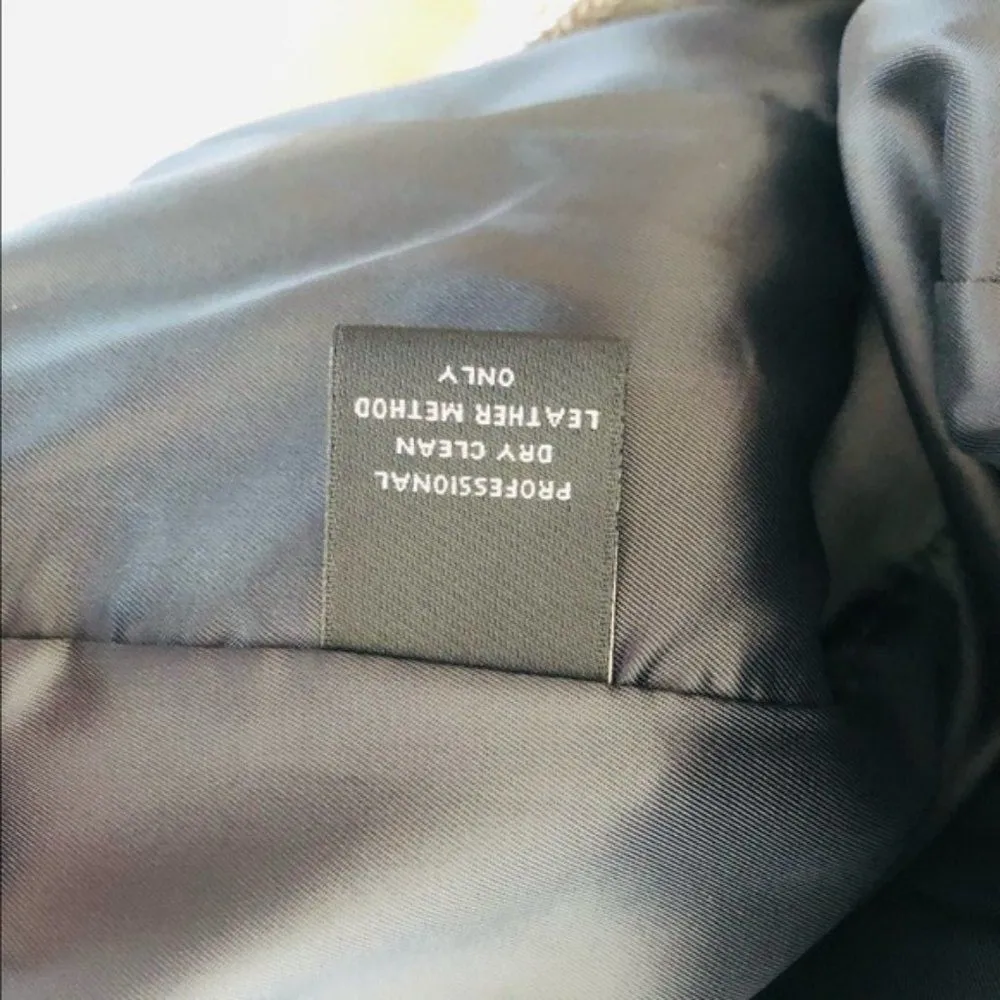 PROFESSIONAL
DRY CLEAN
LEATHER METHOD
ONLY